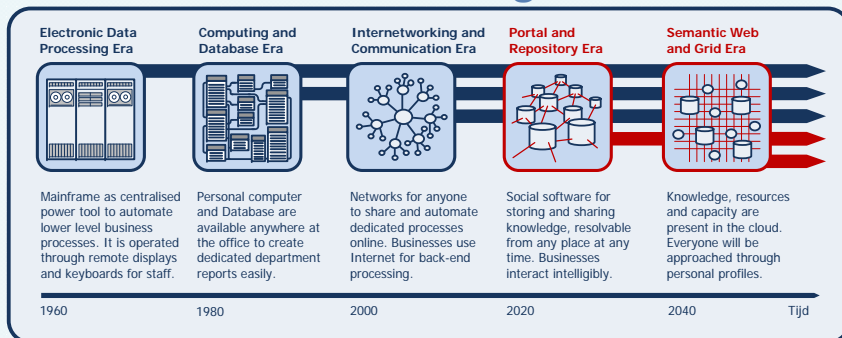 Electronic Data
Processing Era
Computing and
Database Era
Internetworking and
Communication Era
Portal and
Repository Era
Semantic Web
and Grid Era
Mainframe as centralised
power tool to automate
lower level business
processes. It is operated
through remote displays
and keyboards for staff.
Personal computer
and Database are
available anywhere at
the office to create
dedicated department
reports easily.
Networks for anyone
to share and automate
dedicated processes
online. Businesses use
Internet for back-end
processing.
Social software for
storing and sharing
knowledge, resolvable
from any place at any
time. Businesses
interact intelligibly.
Knowledge, resources
and capacity are
present in the cloud.
Everyone will be
approached through
personal profiles.
1960
1980
2000
2020
2040
Tijd